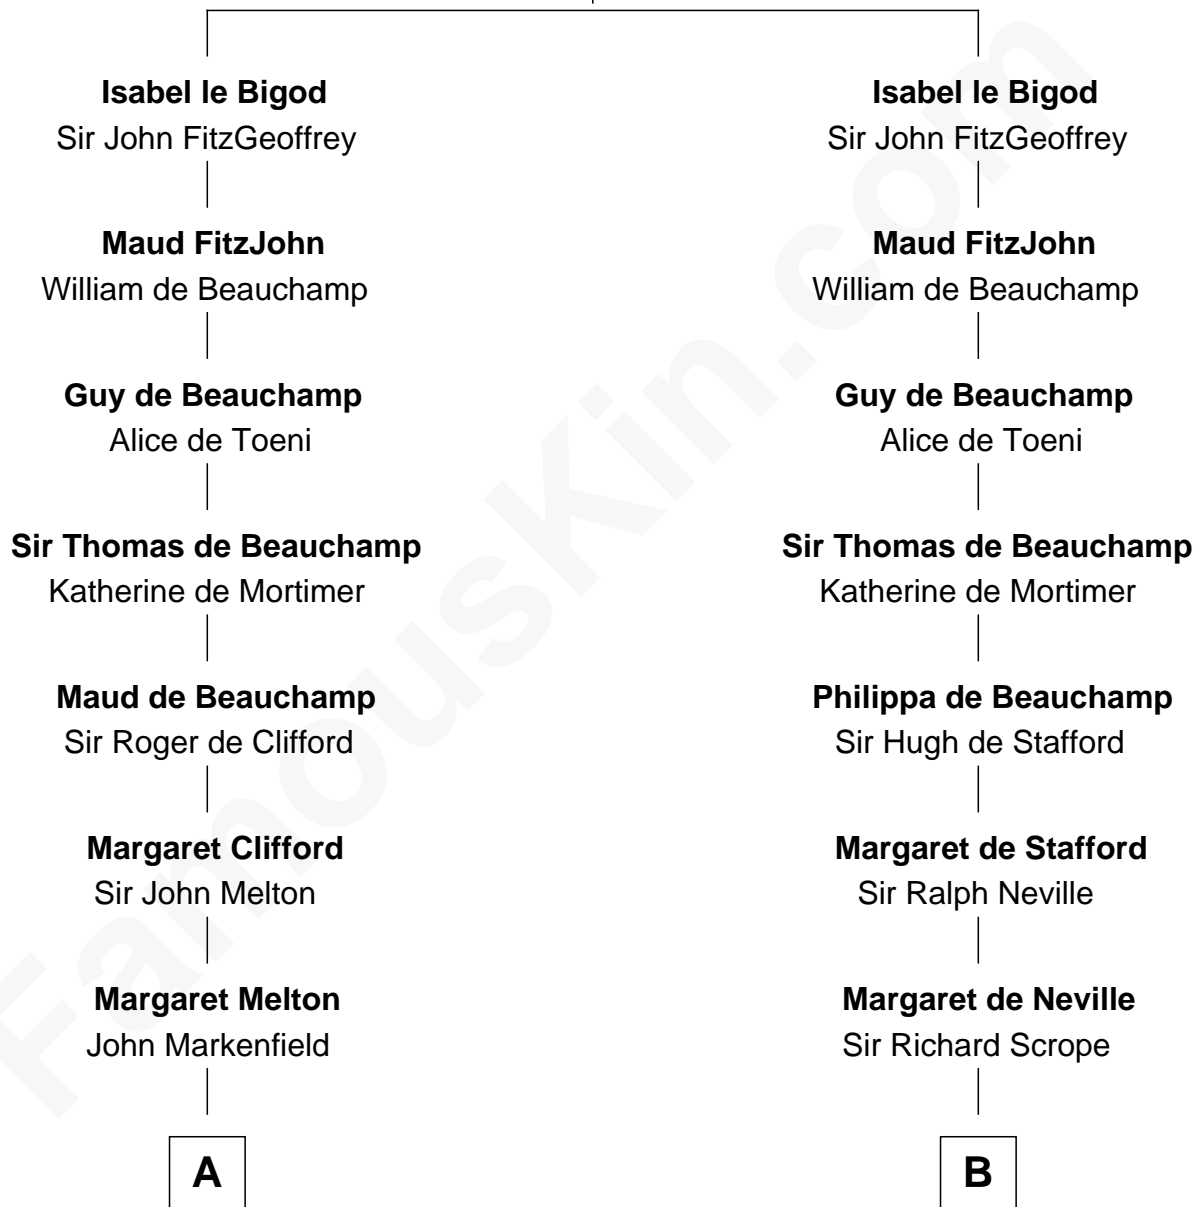 Isabel le Bigod
Sir John FitzGeoffrey
Maud FitzJohn
William de Beauchamp
Guy de Beauchamp
Alice de Toeni
Sir Thomas de Beauchamp
Katherine de Mortimer
Maud de Beauchamp
Sir Roger de Clifford
Margaret Clifford
Sir John Melton
Margaret Melton
John Markenfield
A
Isabel le Bigod
Sir John FitzGeoffrey
Maud FitzJohn
William de Beauchamp
Guy de Beauchamp
Alice de Toeni
Sir Thomas de Beauchamp
Katherine de Mortimer
Philippa de Beauchamp
Sir Hugh de Stafford
Margaret de Stafford
Sir Ralph Neville
Margaret de Neville
Sir Richard Scrope
B
FamousKin.com